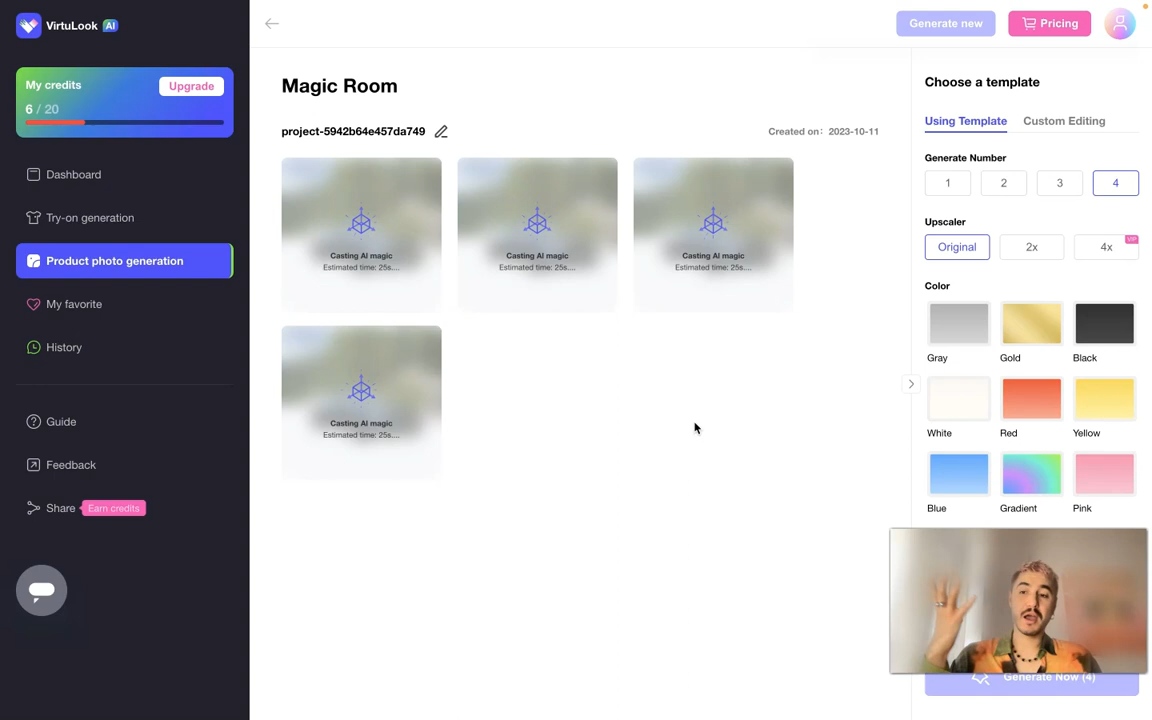 VirtuLook AI
My credits
Upgrade
6 / 20
Dashboard
Try-on generation
Product photo generation
My favorite
History
Guide
Feedback
Share
Earn credits
Generate new
Pricing
Magic Room
project-5942b64e457da749
Created on: 2023-10-11
Casting AI magic
Estimated time: 25s....
Casting AI magic
Estimated time: 25s....
Casting AI magic
Estimated time: 25s....
Casting AI magic
Estimated time: 25s....
Choose a template
Using Template
Custom Editing
Generate Number
1
2
3
4
Upscaler
Original
2x
4x
VIP
Color
Gray
Gold
Black
White
Red
Yellow
Blue
Gradient
Pink
Generate Now (4)